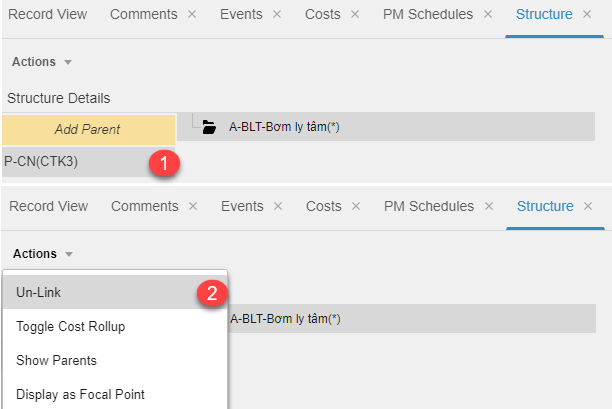 Record View Comments × Events × Costs × PM Schedules × Structure ×
Actions
Structure Details
Add Parent
A-BLT-Bơm ly tâm(*)
P-CN(CTK3) 1
Record View Comments × Events × Costs × PM Schedules × Structure ×
Actions
Un-Link 2
A-BLT-Bơm ly tâm(*)
Toggle Cost Rollup
Show Parents
Display as Focal Point